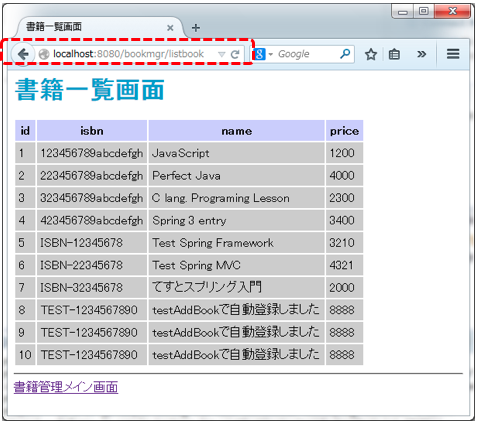 書籍一覧画面
localhost:8080/bookmgr/listbook
Google
書籍一覧画面
id isbn name price
1 123456789abcdefgh JavaScript 1200
2 223456789abcdefgh Perfect Java 4000
3 323456789abcdefgh C lang. Programing Lesson 2300
4 423456789abcdefgh Spring 3 entry 3400
5 ISBN-12345678 Test Spring Framework 3210
6 ISBN-22345678 Test Spring MVC 4321
7 ISBN-32345678 てすとスプリング入門 2000
8 TEST-1234567890 testAddBookで自動登録しました 8888
9 TEST-1234567890 testAddBookで自動登録しました 8888
10 TEST-1234567890 testAddBookで自動登録しました 8888
書籍管理メイン画面